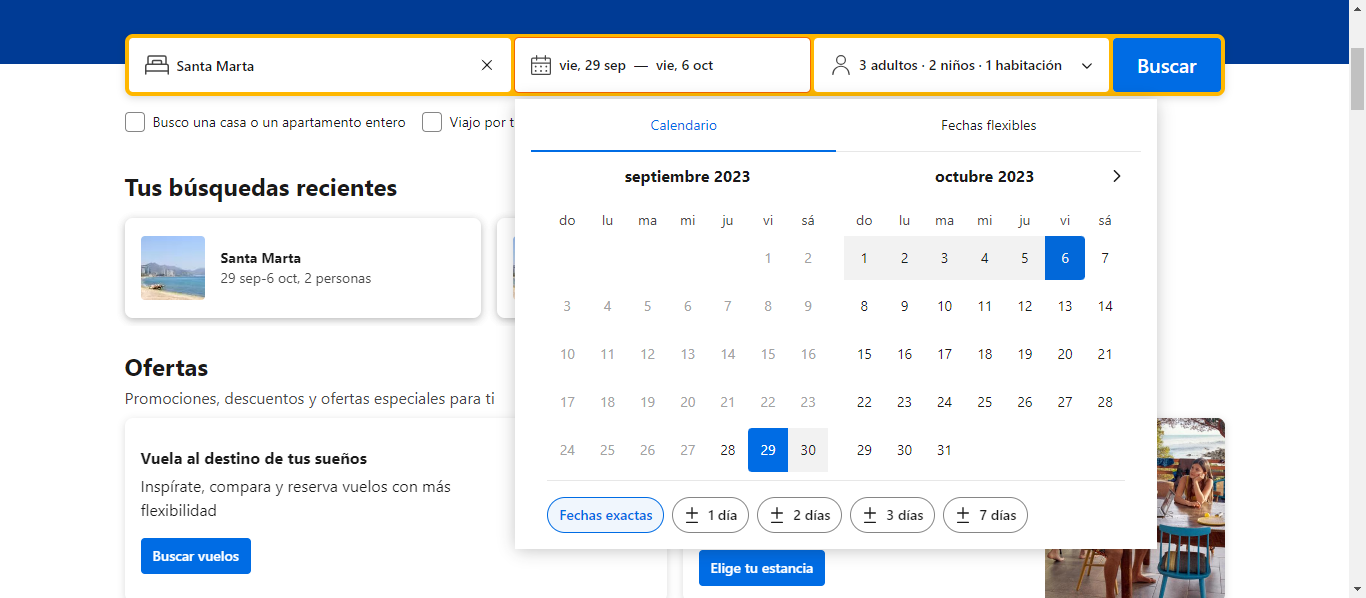 Santa Marta
vie, 29 sep — vie, 6 oct
3 adultos · 2 niños · 1 habitación
Buscar
Busco una casa o un apartamento entero
Viajo por t
Calendario
Fechas flexibles
septiembre 2023
do lu ma mi ju vi sá
1 2
3 4 5 6 7 8 9
10 11 12 13 14 15 16
17 18 19 20 21 22 23
24 25 26 27 28 29 30
octubre 2023
do lu ma mi ju vi sá
1 2 3 4 5 6 7
8 9 10 11 12 13 14
15 16 17 18 19 20 21
22 23 24 25 26 27 28
29 30 31
Fechas exactas
± 1 día
± 2 días
± 3 días
± 7 días
Tus búsquedas recientes
Santa Marta
29 sep-6 oct, 2 personas
Ofertas
Promociones, descuentos y ofertas especiales para ti
Vuela al destino de tus sueños
Inspírate, compara y reserva vuelos con más
flexibilidad
Buscar vuelos
Elige tu estancia